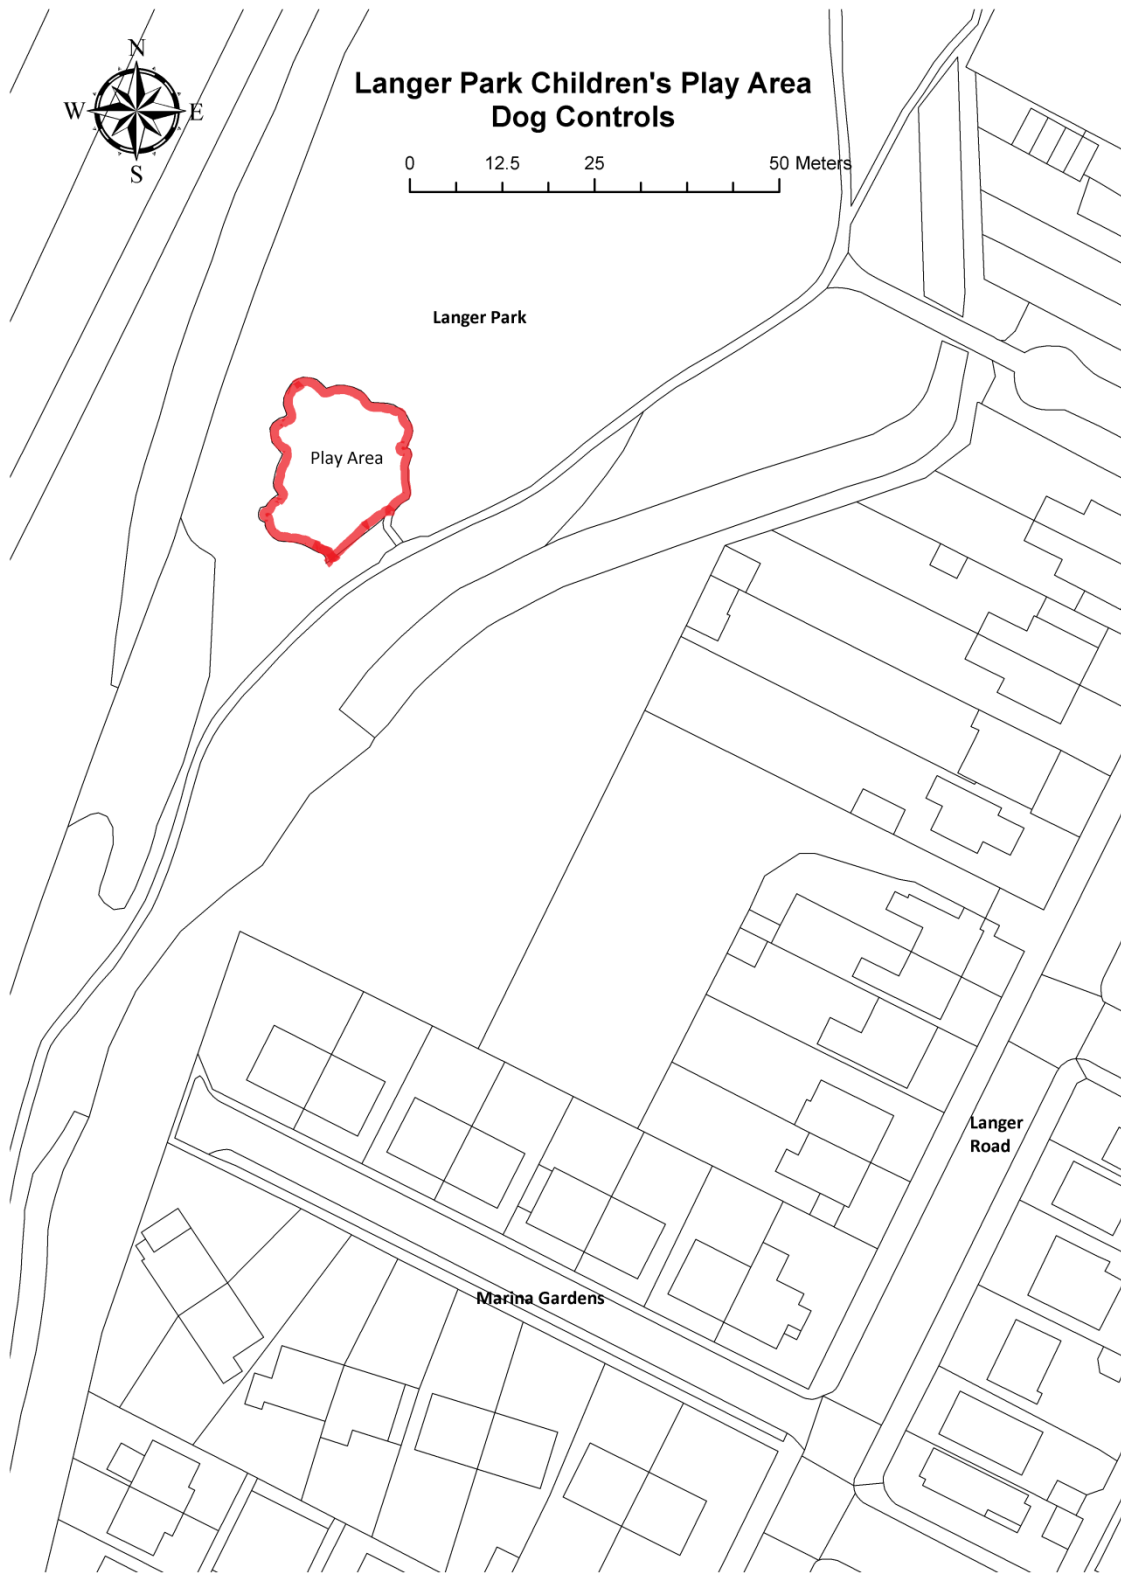 N
W E
S
Langer Park Children's Play Area
Dog Controls
0 12.5 25 50 Meters
Langer Park
Play Area
Langer
Road
Marina Gardens